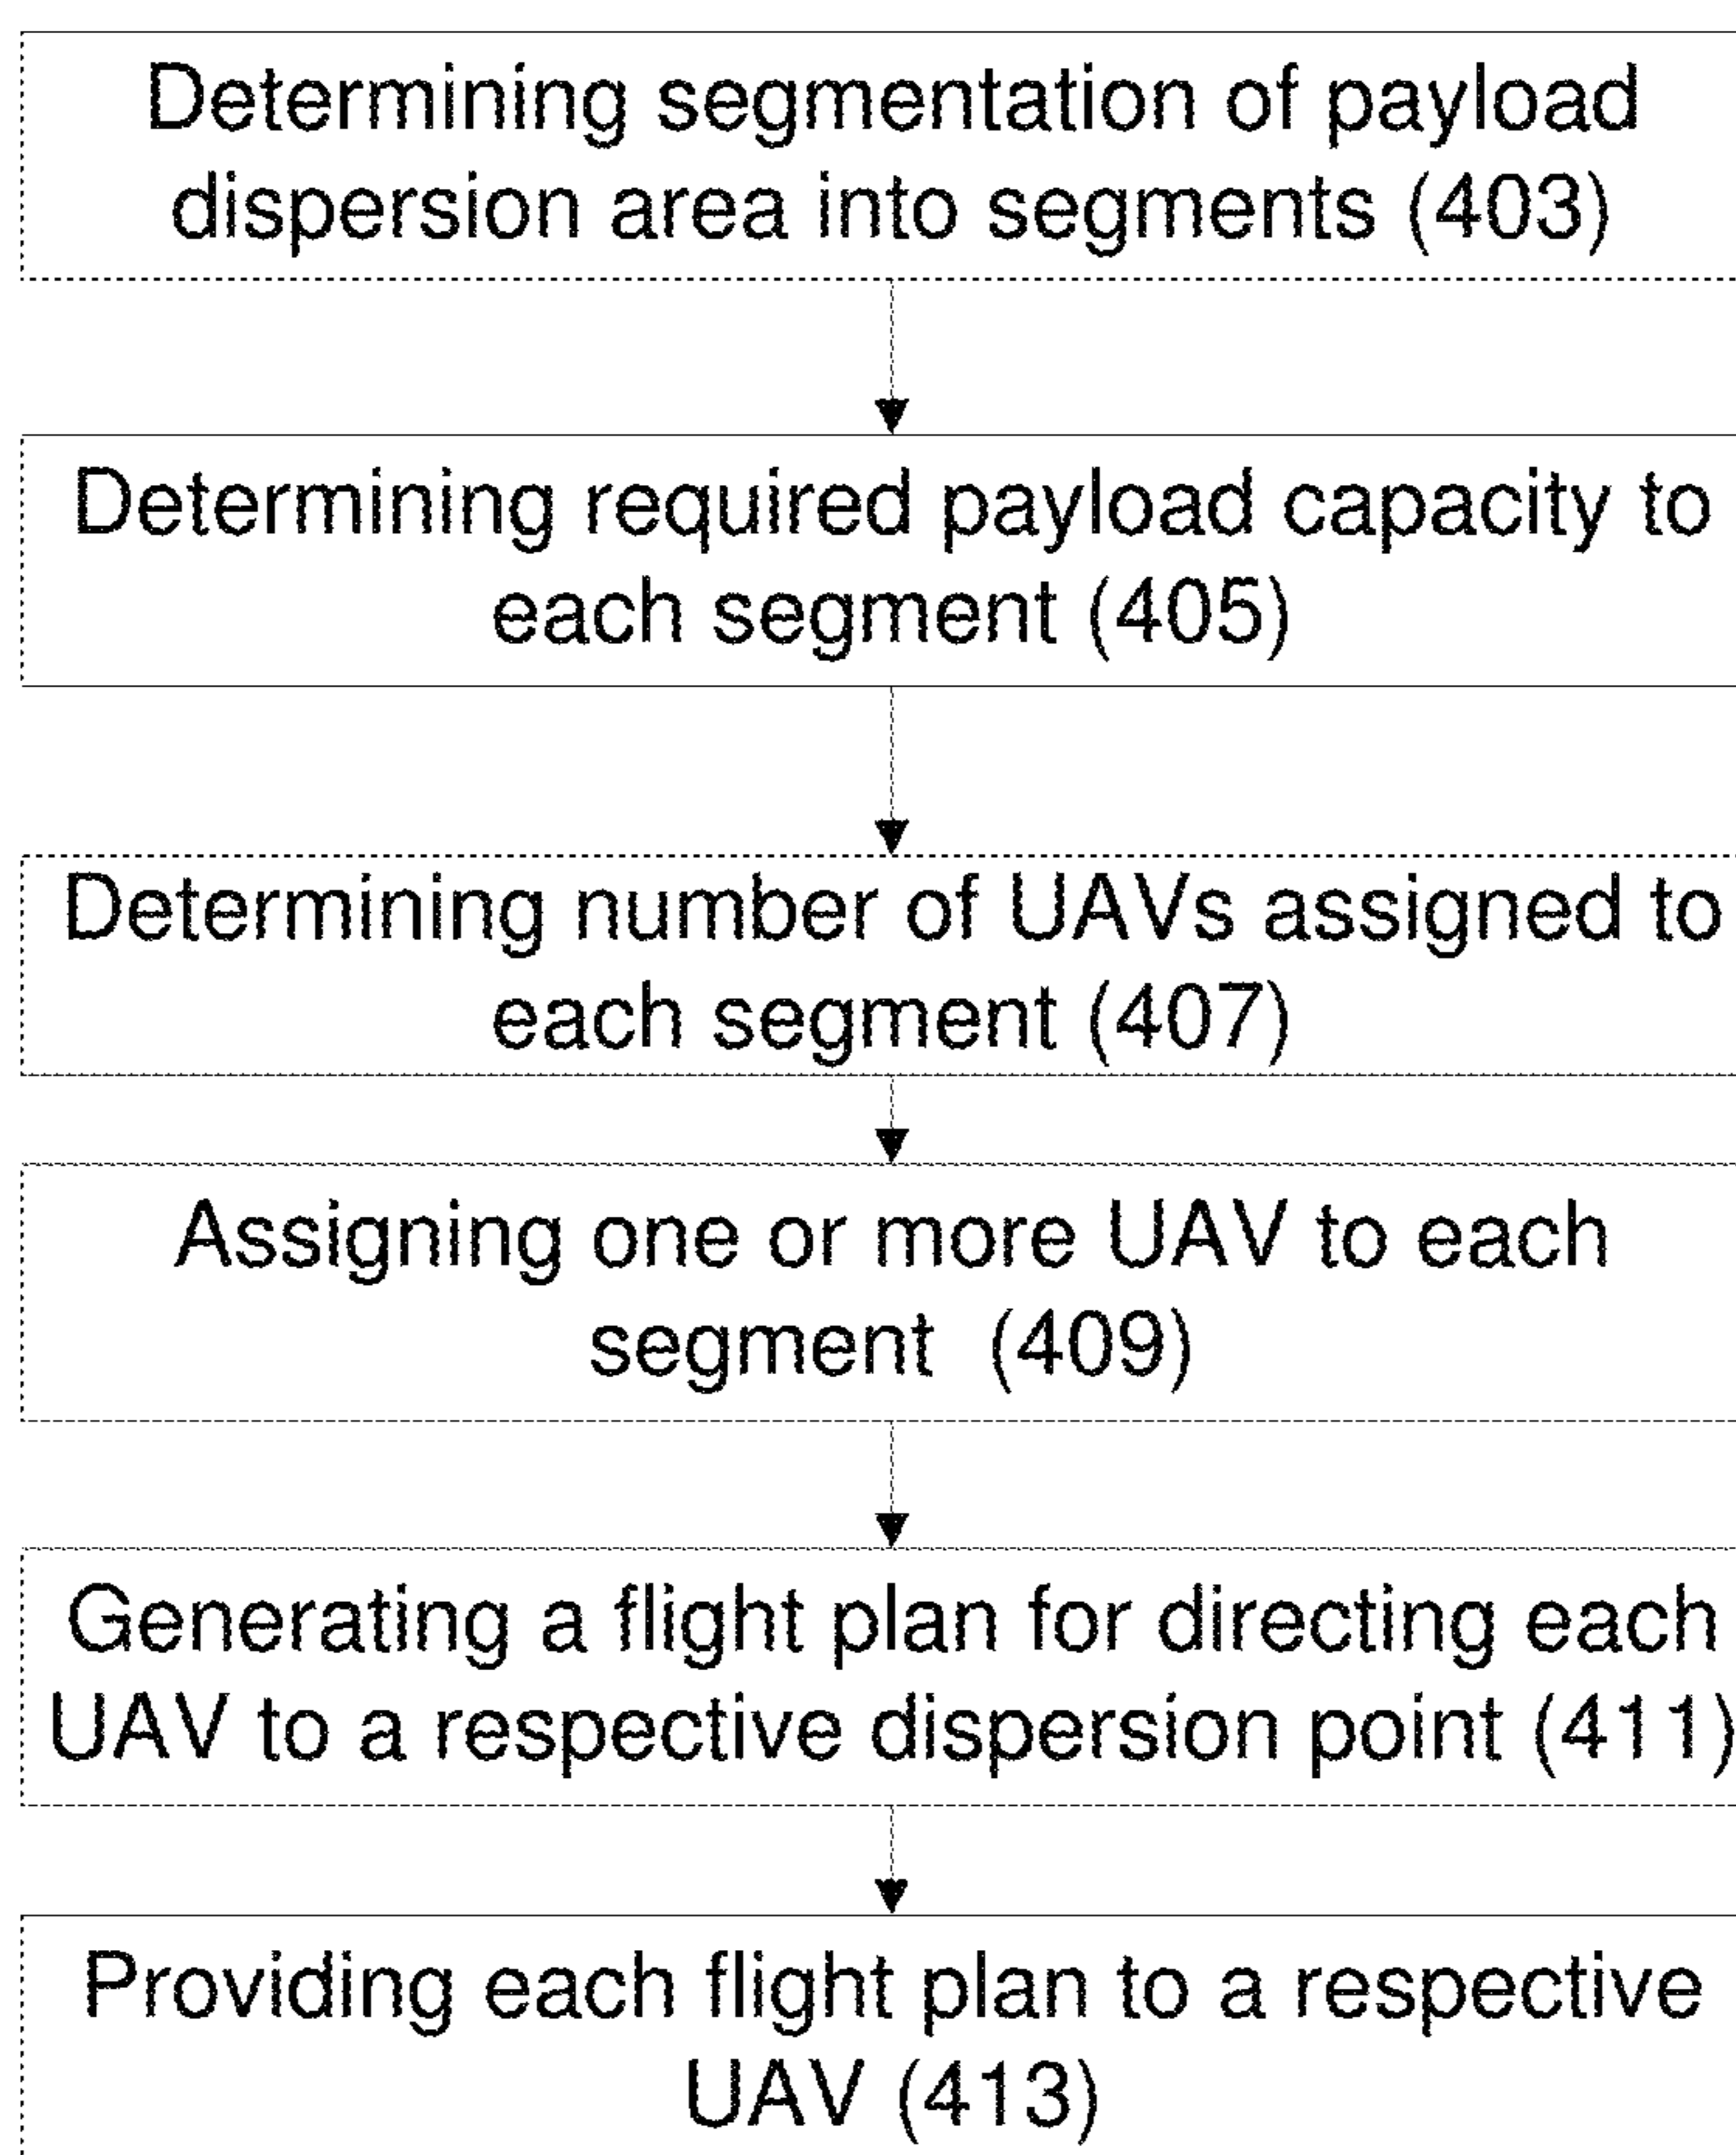 Determining segmentation of payload
dispersion area into segments (403)
Determining required payload capacity to
each segment (405)
Determining number of UAVs assigned to
each segment (407)
Assigning one or more UAV to each
segment (409)
Generating a flight plan for directing each
UAV to a respective dispersion point (411)
Providing each flight plan to a respective
UAV (413)